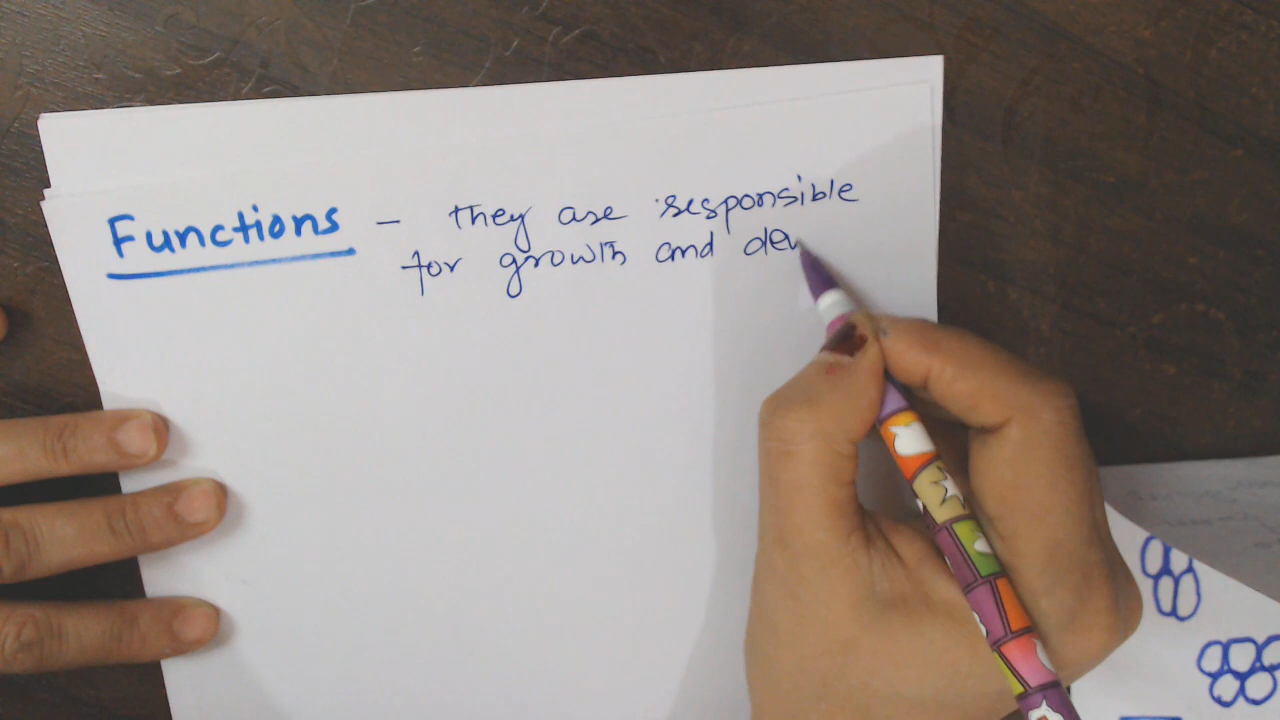 Functions - they are responsible
for growth and dev